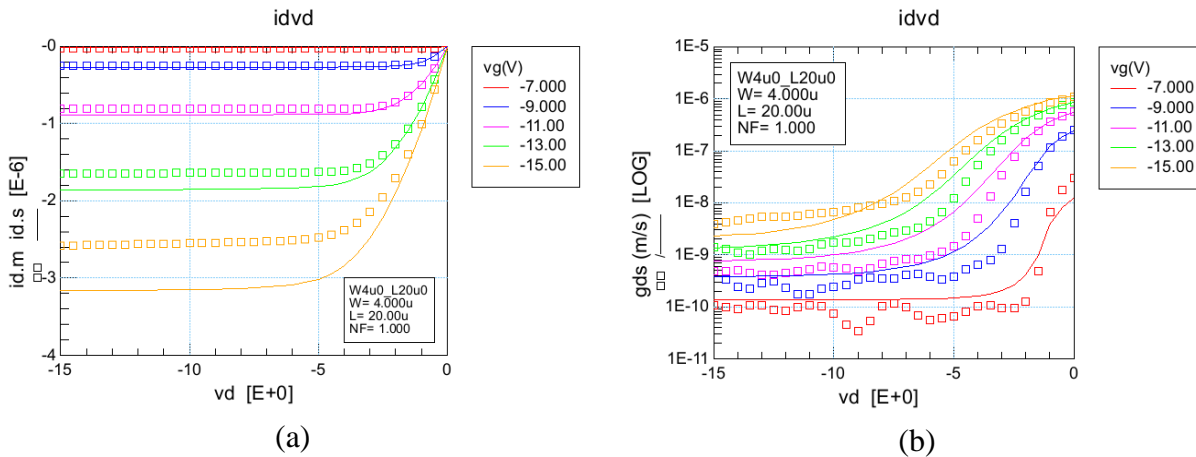 idvd
-0
-1
-2
-3
-4
id.m id.s [E-6]
-15
-10
-5
0
vd [E+0]
W4u0_L20u0
W= 4.000u
L= 20.00u
NF= 1.000
vg(V)
-7.000
-9.000
-11.00
-13.00
-15.00
(a)
idvd
1E-5
1E-6
1E-7
1E-8
1E-9
1E-10
1E-11
gds (m/s) [LOG]
-15
-10
-5
0
vd [E+0]
W4u0_L20u0
W= 4.000u
L= 20.00u
NF= 1.000
vg(V)
-7.000
-9.000
-11.00
-13.00
-15.00
(b)